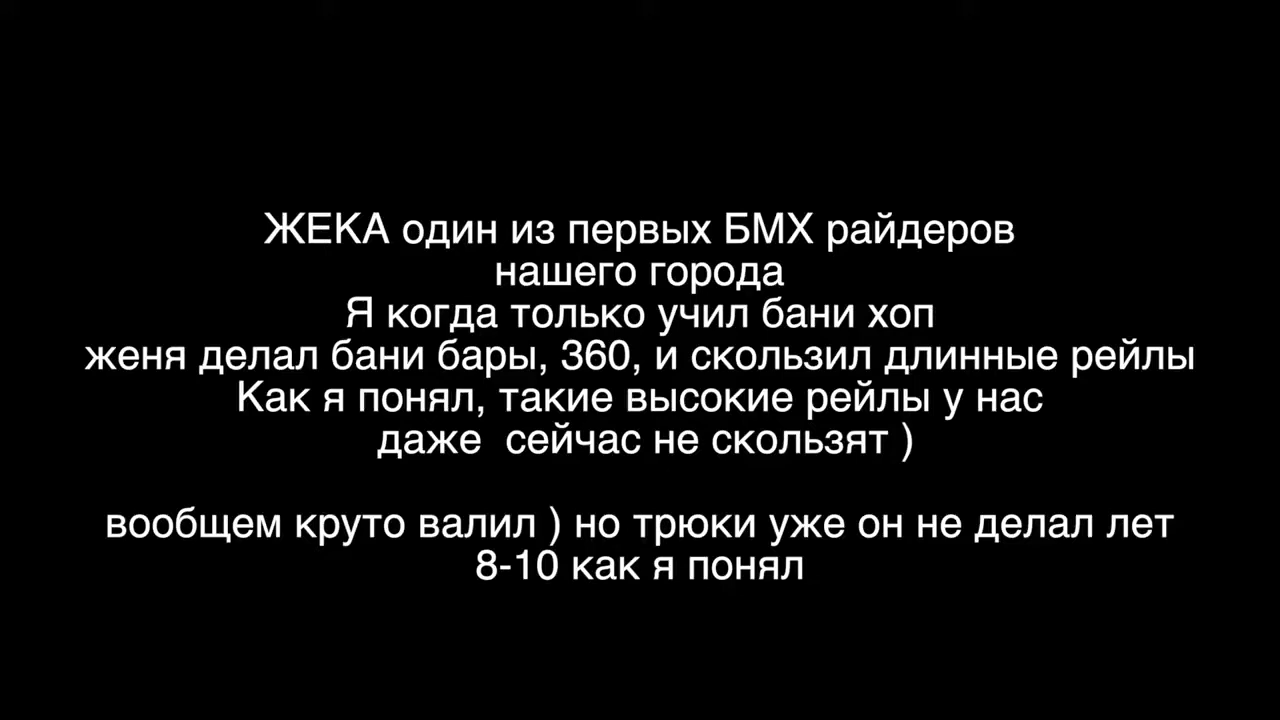 ЖЕКА один из первых БМХ райдеров
нашего города
Я когда только учил бани хоп
женя делал бани бары, 360, и скользил длинные рейлы
Как я понял, такие высокие рейлы у нас
даже  сейчас не скользят )
вообщем круто валил ) но трюки уже он не делал лет
8-10 как я понял